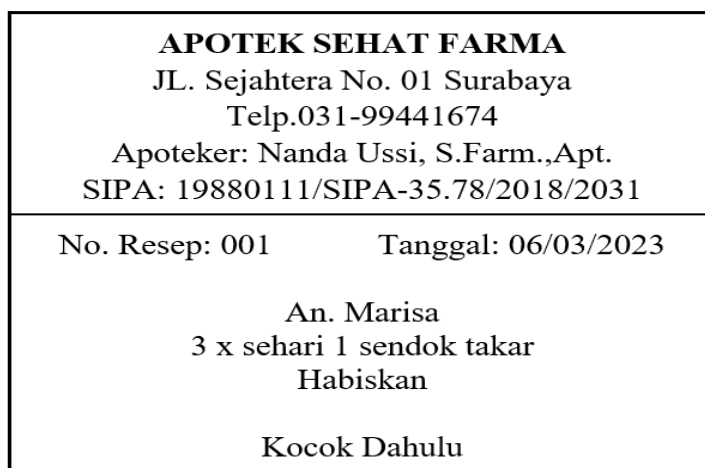 APOTEK SEHAT FARMA
JL. Sejahtera No. 01 Surabaya
Telp.031-99441674
Apoteker: Nanda Ussi, S.Farm.,Apt.
SIPA: 19880111/SIPA-35.78/2018/2031
No. Resep: 001 Tanggal: 06/03/2023
An. Marisa
3 x sehari 1 sendok takar
Habiskan
Kocok Dahulu